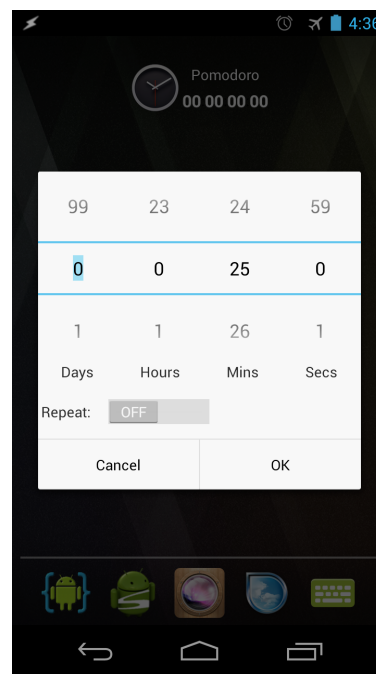 4:36
Pomodoro
00 00 00 00
99 23 24 59
0 0 25 0
1 1 26 1
Days Hours Mins Secs
Repeat: OFF
Cancel OK